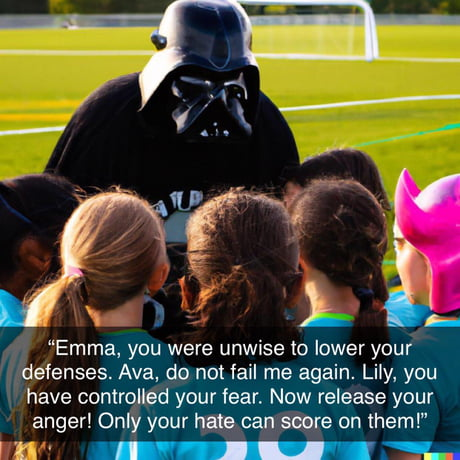 “Emma, you were unwise to lower your
defenses. Ava, do not fail me again. Lily, you
have controlled your fear. Now release your
anger! Only your hate can score on them!”